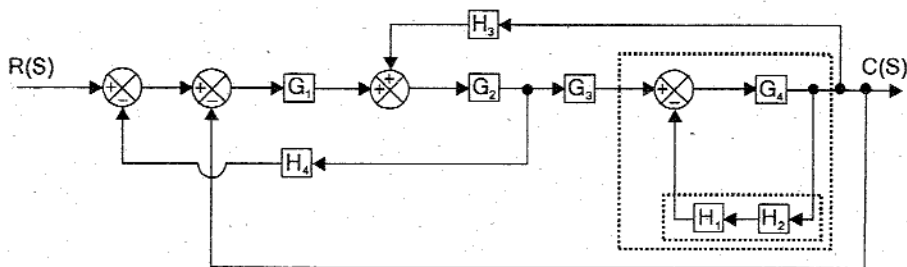 H3
R(S)
C(S)
+
−
+
−
G1
+
+
G2
G3
+
−
G4
H4
H1
H2